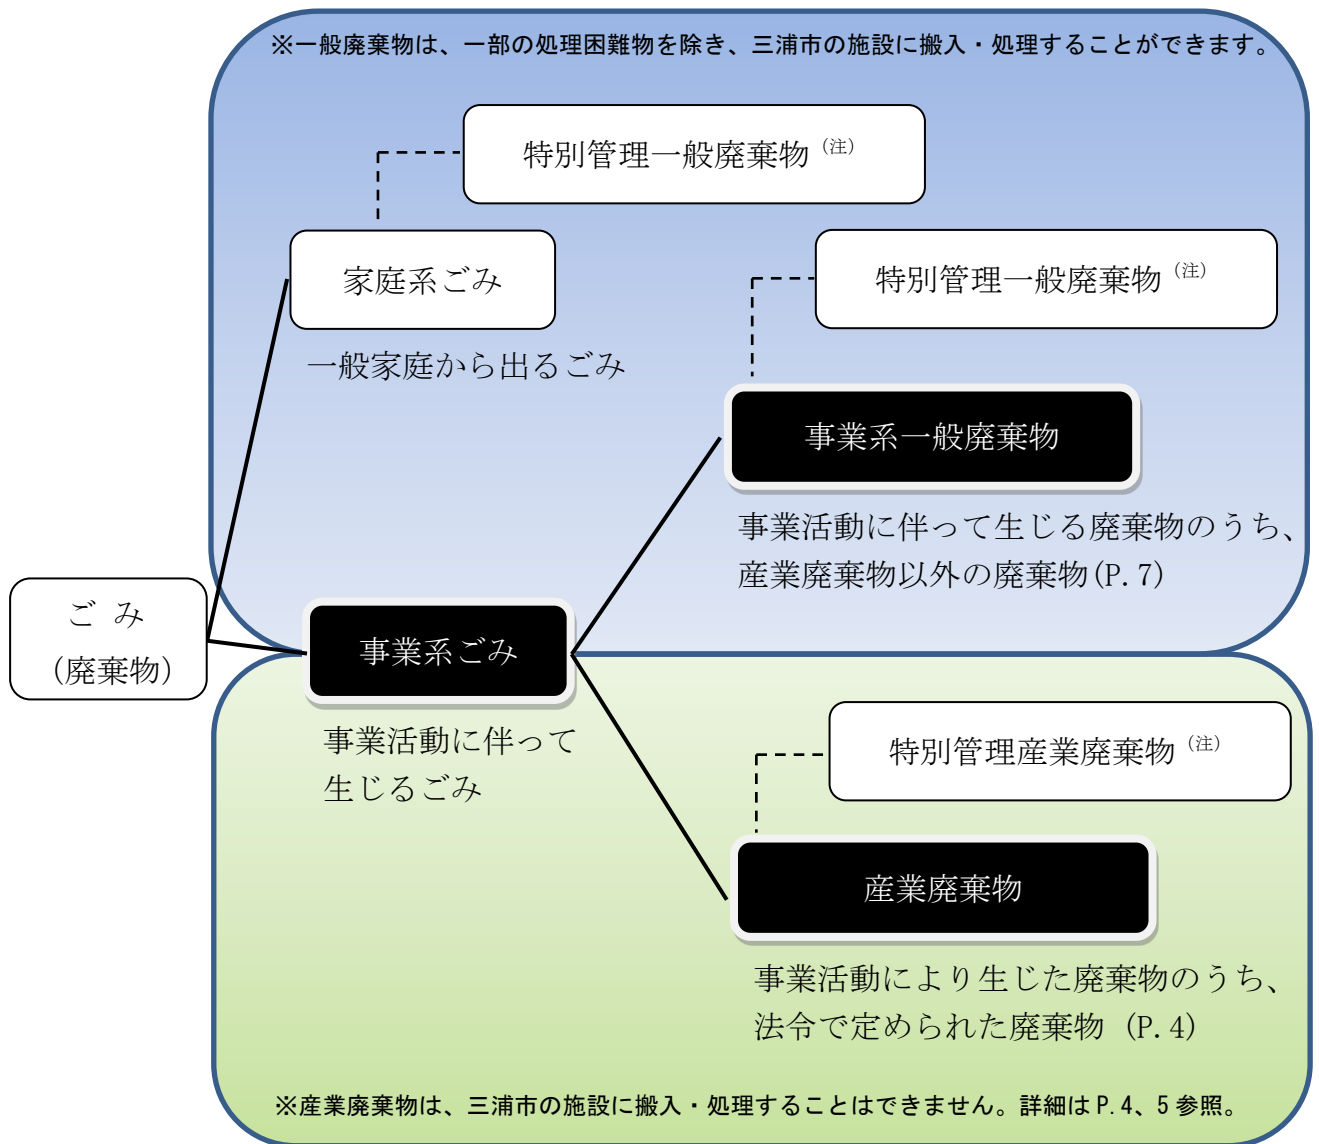 ※一般廃棄物は、一部の処理困難物を除き、三浦市の施設に搬入・処理することができます。
特別管理一般廃棄物（注）
家庭系ごみ
一般家庭から出るごみ
特別管理一般廃棄物（注）
事業系一般廃棄物
事業活動に伴って生じる廃棄物のうち、
産業廃棄物以外の廃棄物(P.7)
ご み
（廃棄物）
事業系ごみ
事業活動に伴って
生じるごみ
特別管理産業廃棄物（注）
産業廃棄物
事業活動により生じた廃棄物のうち、
法令で定められた廃棄物 (P.4)
※産業廃棄物は、三浦市の施設に搬入・処理することはできません。詳細は P.4、5 参照。